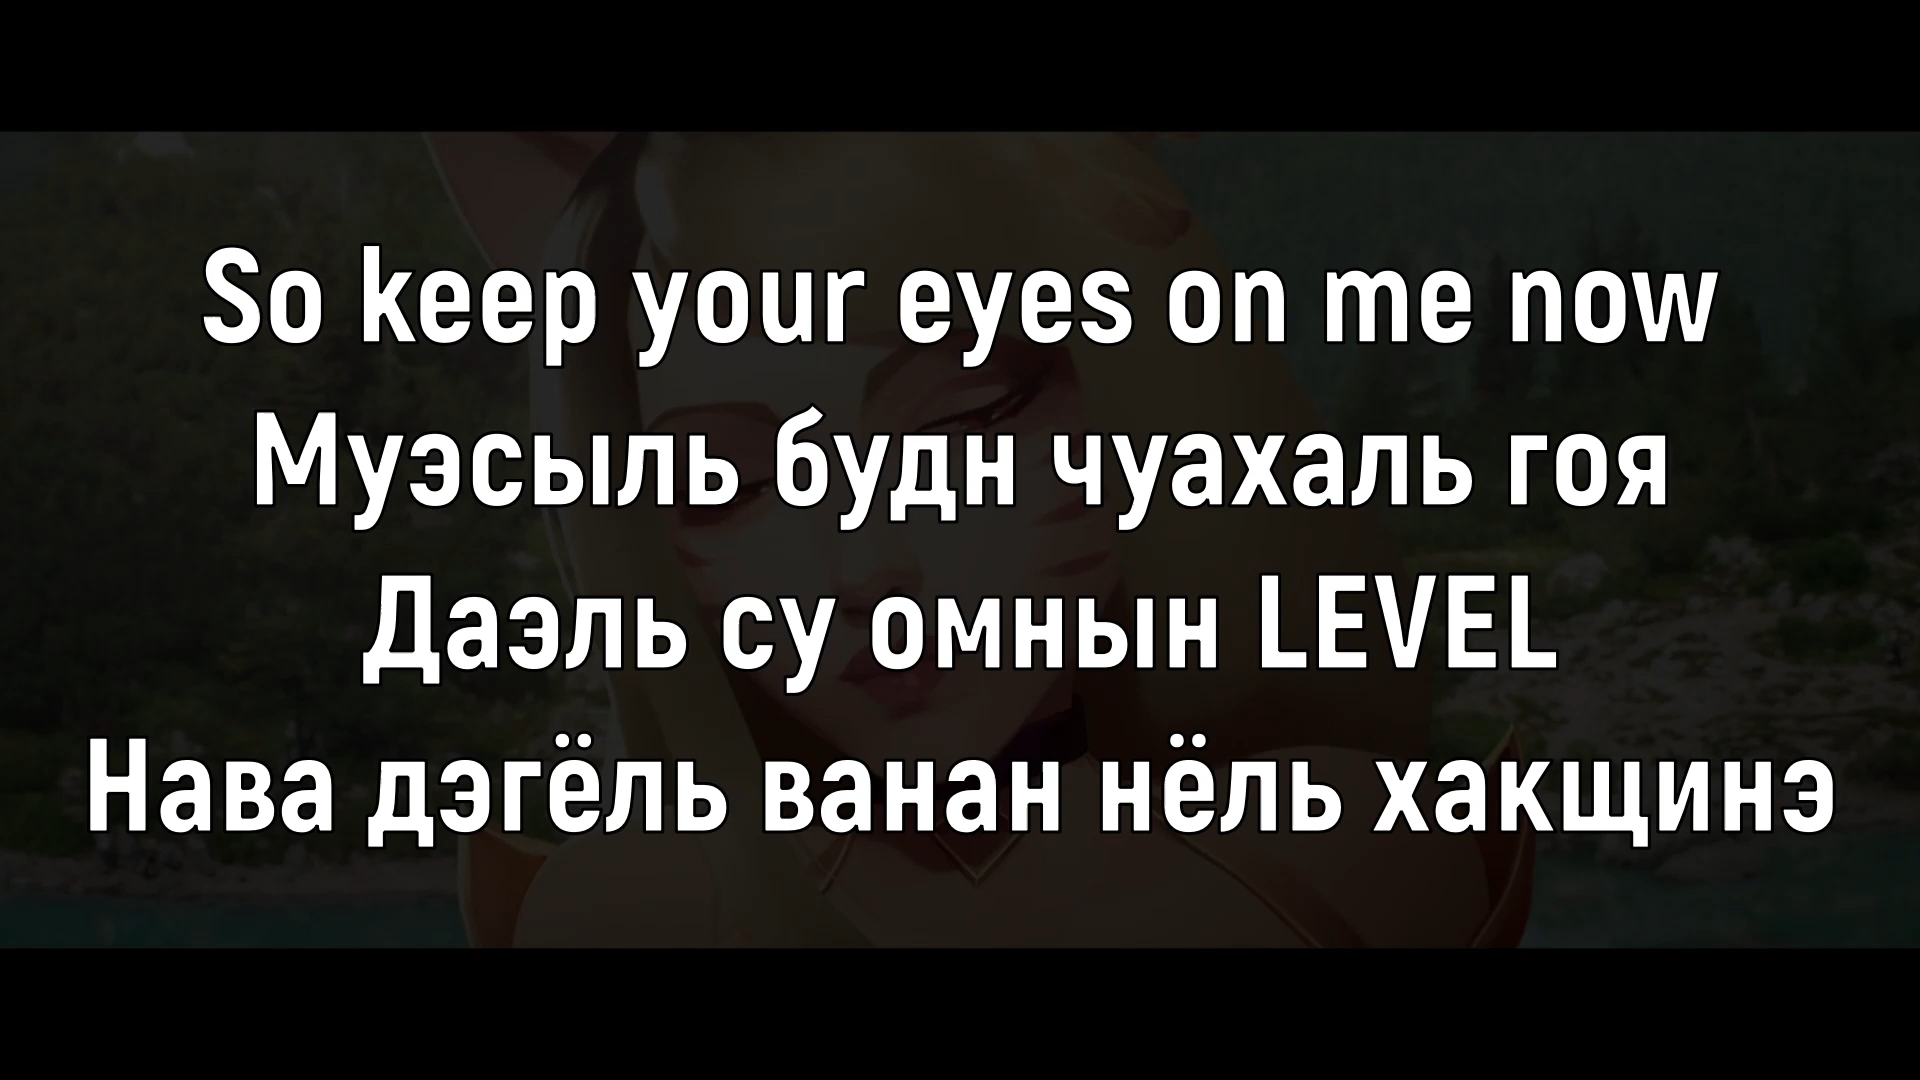 So keep your eyes on me now
Муэсыль будн чуахаль гоя
Даэль су омнын LEVEL
Нава дэгёль ванан нёль хакщинэ